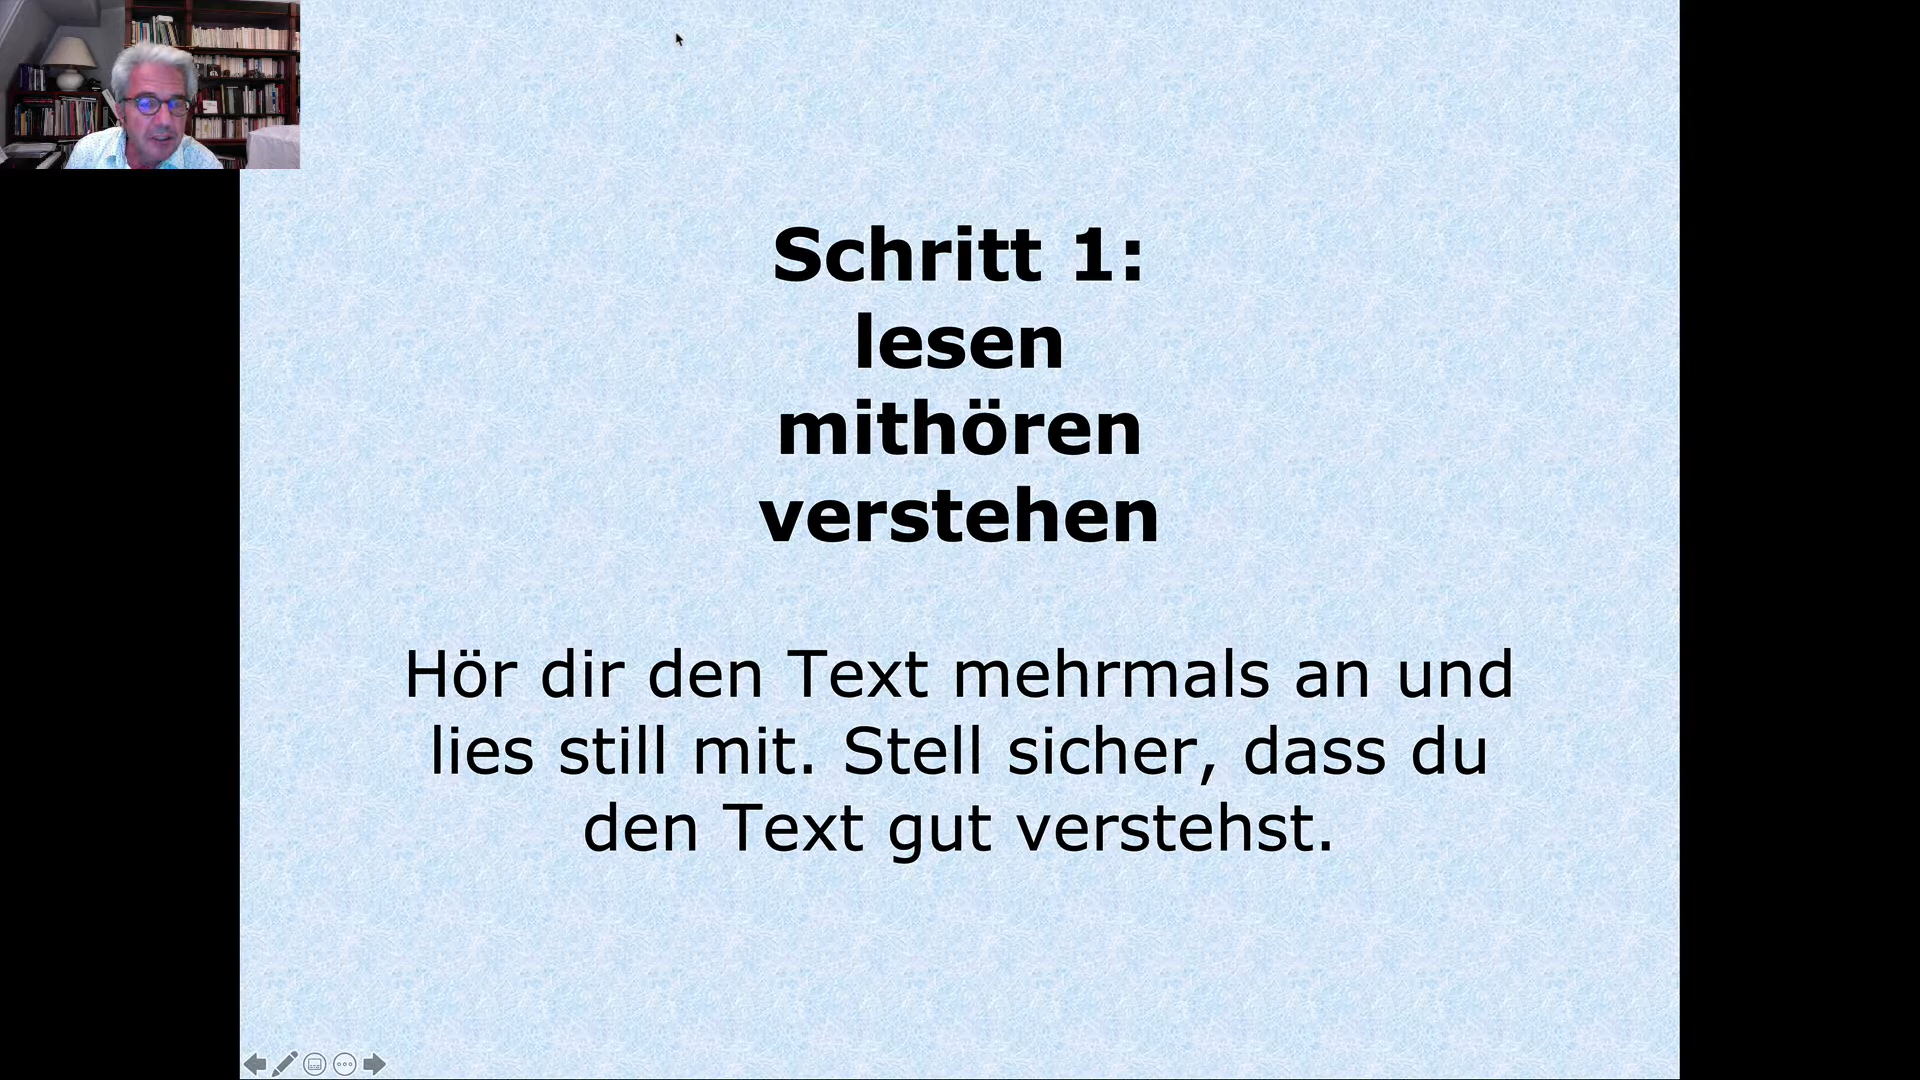 Schritt 1:
lesen
mithören
verstehen
Hör dir den Text mehrmals an und
lies still mit. Stell sicher, dass du
den Text gut verstehst.